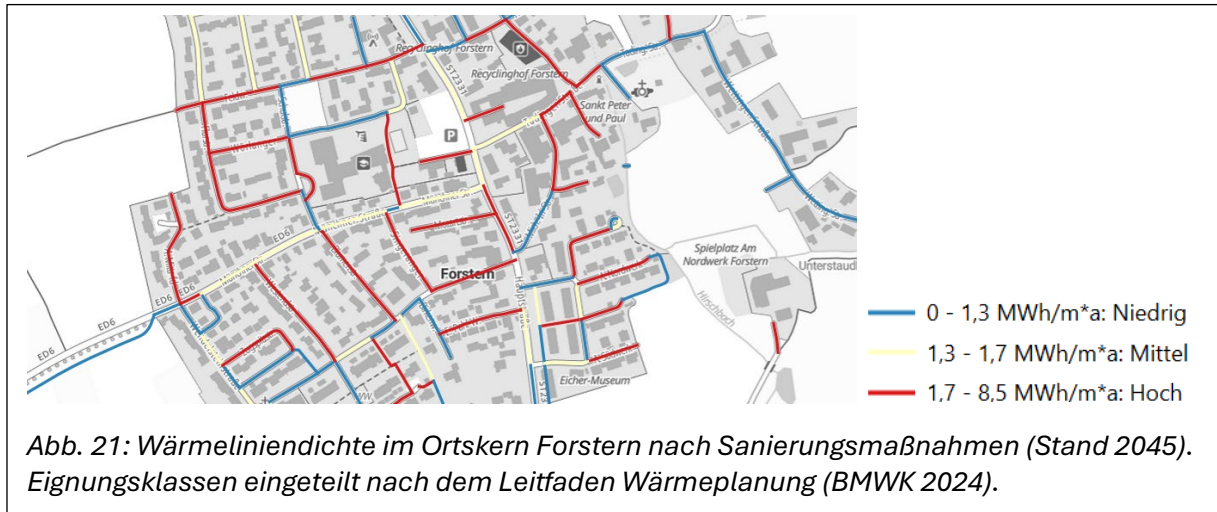 Recyclinghof Forstern
Recyclinghof Forstern
ST2331
P
Sankt Peter
und Paul
ED6
ST2331
Forstern
Hauptstraße
Spielplatz Am
Nordwerk Forstern
Unterstaud
Hirschbach
ED6
ED6
ED6
Eicher-Museum
0 - 1,3 MWh/m*a: Niedrig
1,3 - 1,7 MWh/m*a: Mittel
1,7 - 8,5 MWh/m*a: Hoch
Abb. 21: Wärmeliniendichte im Ortskern Forstern nach Sanierungsmaßnahmen (Stand 2045).
Eignungsklassen eingeteilt nach dem Leitfaden Wärmeplanung (BMWK 2024).